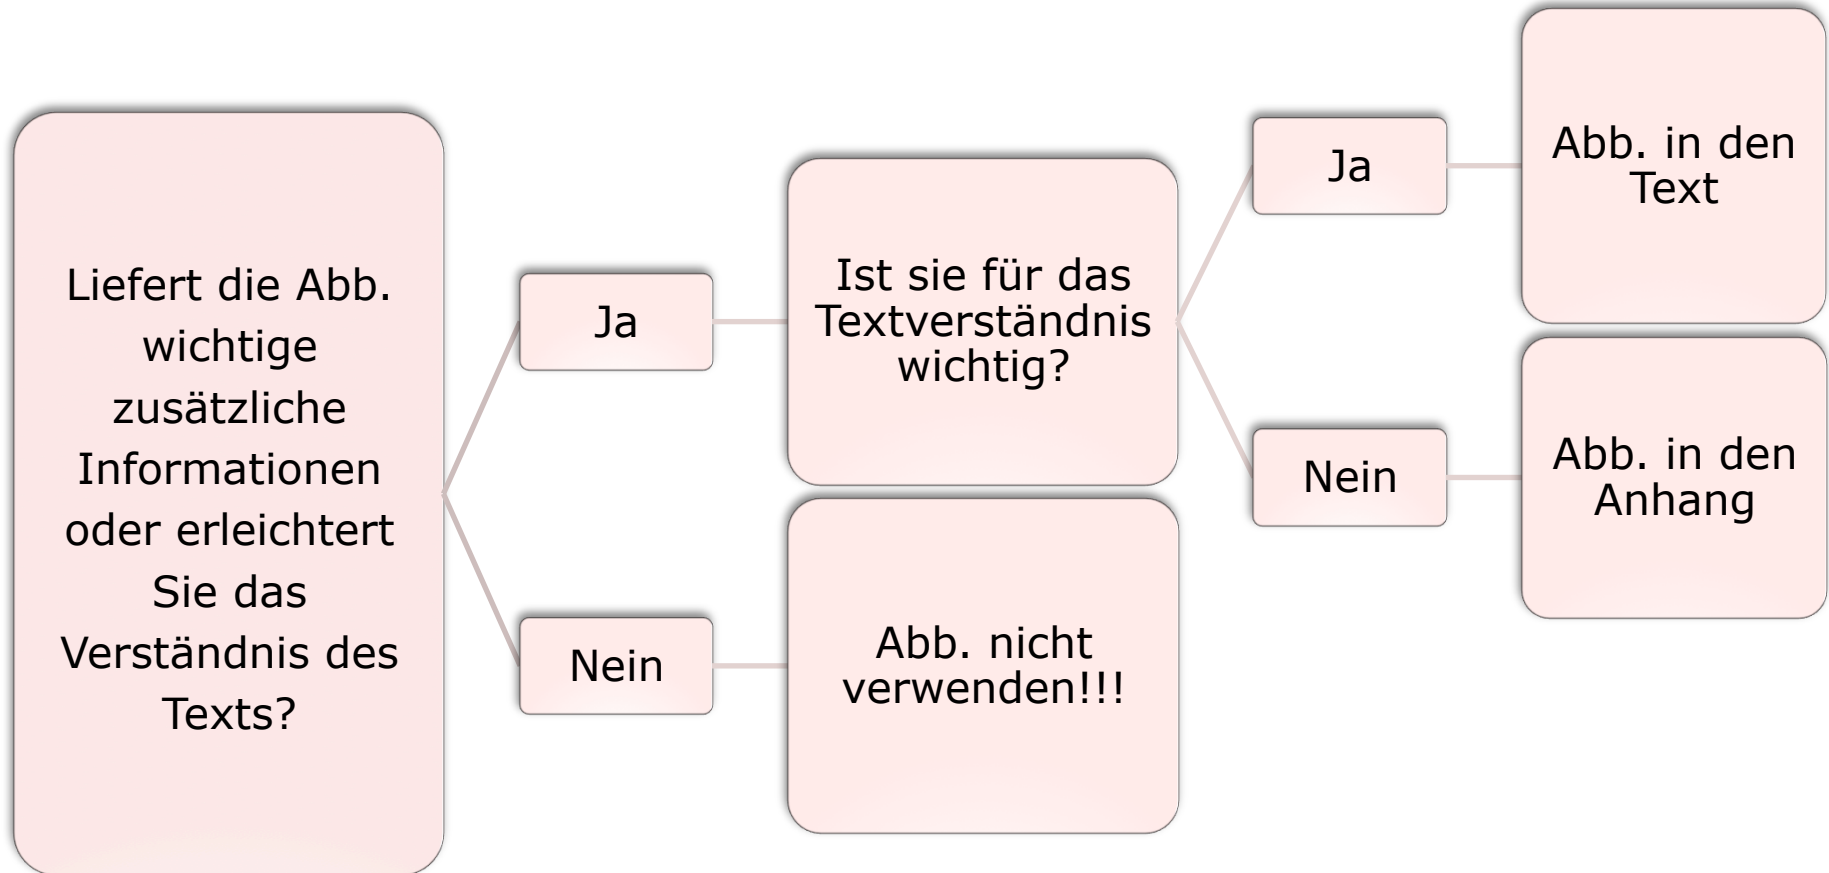 Liefert die Abb.
wichtige
zusätzliche
Informationen
oder erleichtert
Sie das
Verständnis des
Texts?
Ja
Ist sie für das
Textverständnis
wichtig?
Ja
Abb. in den
Text
Nein
Abb. in den
Anhang
Nein
Abb. nicht
verwenden!!!